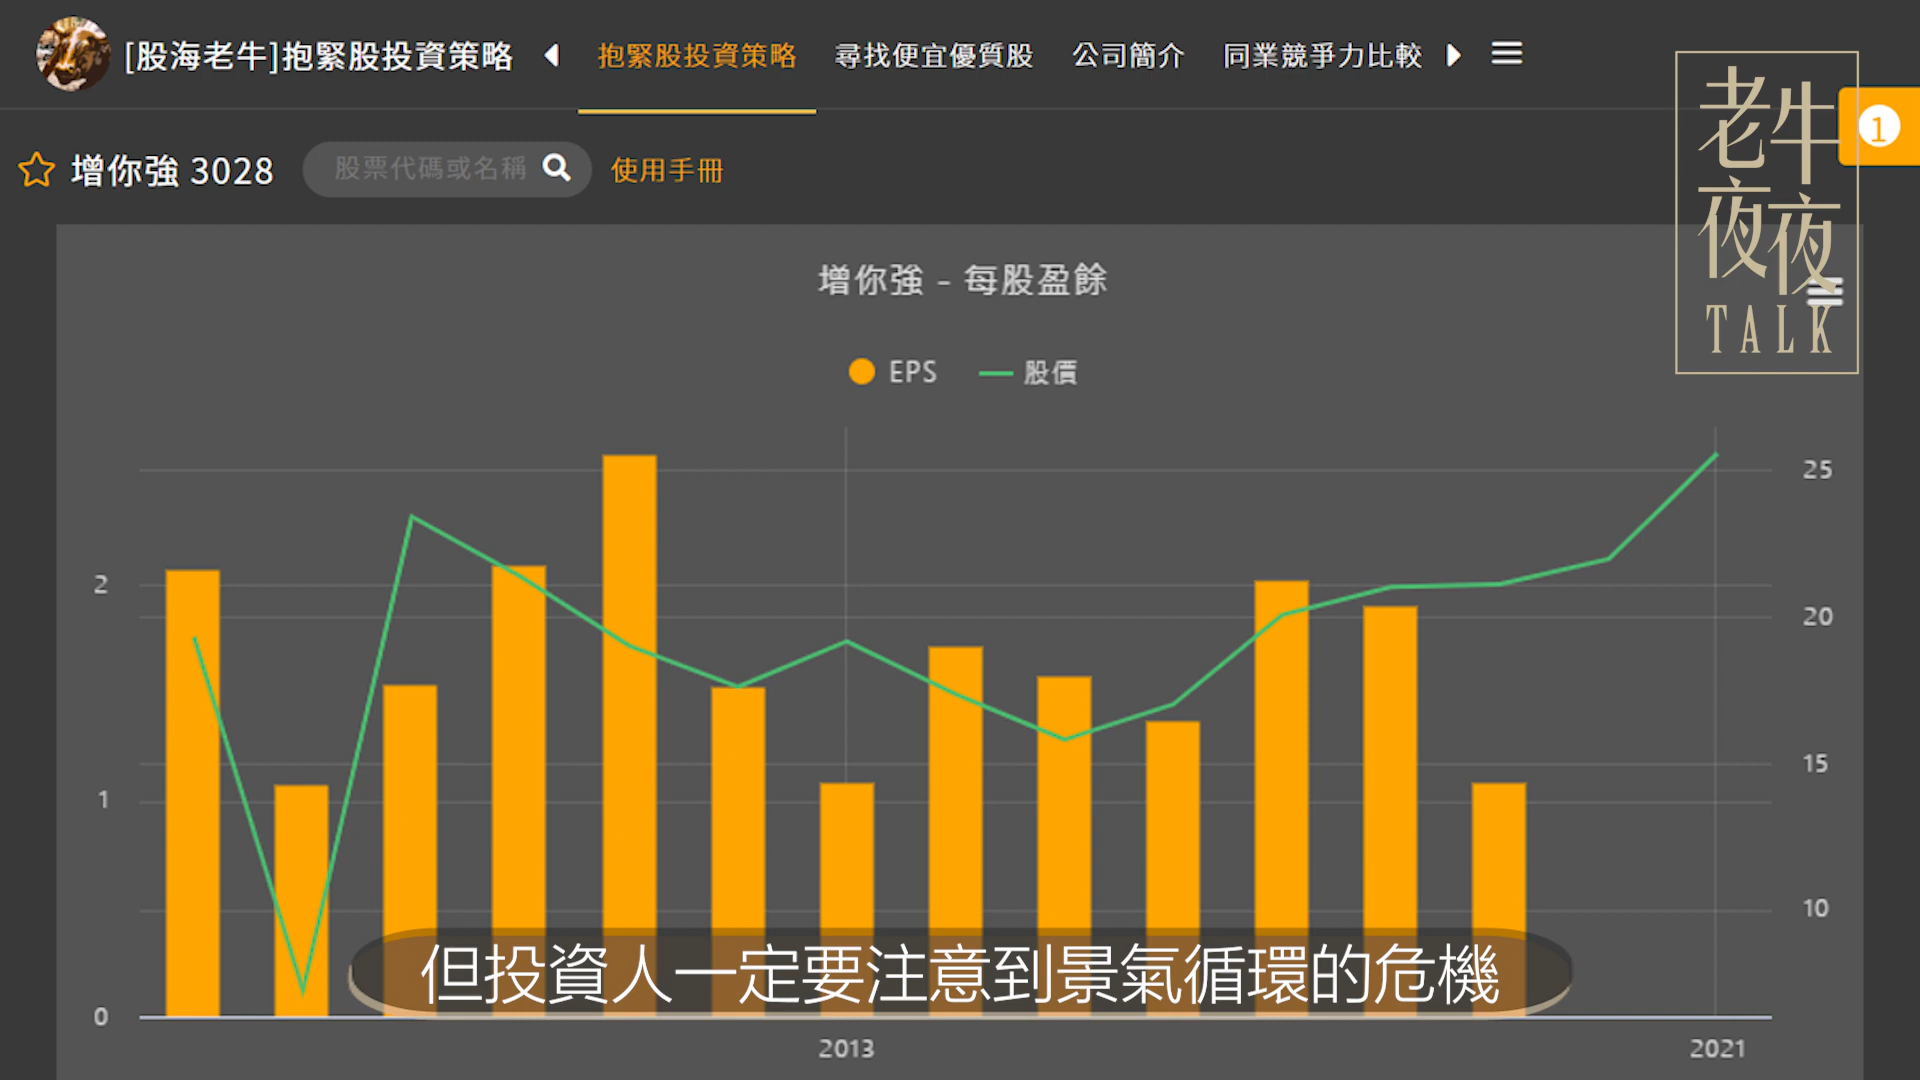 [股海老牛]抱緊股投資策略
抱緊股投資策略
尋找便宜優質股
公司簡介
同業競爭力比較
老牛
夜夜
TALK
1
增你強 3028
股票代碼或名稱
使用手冊
增你強 - 每股盈餘
EPS
股價
25
2
20
15
1
10
0
但投資人一定要注意到景氣循環的危機
2013
2021